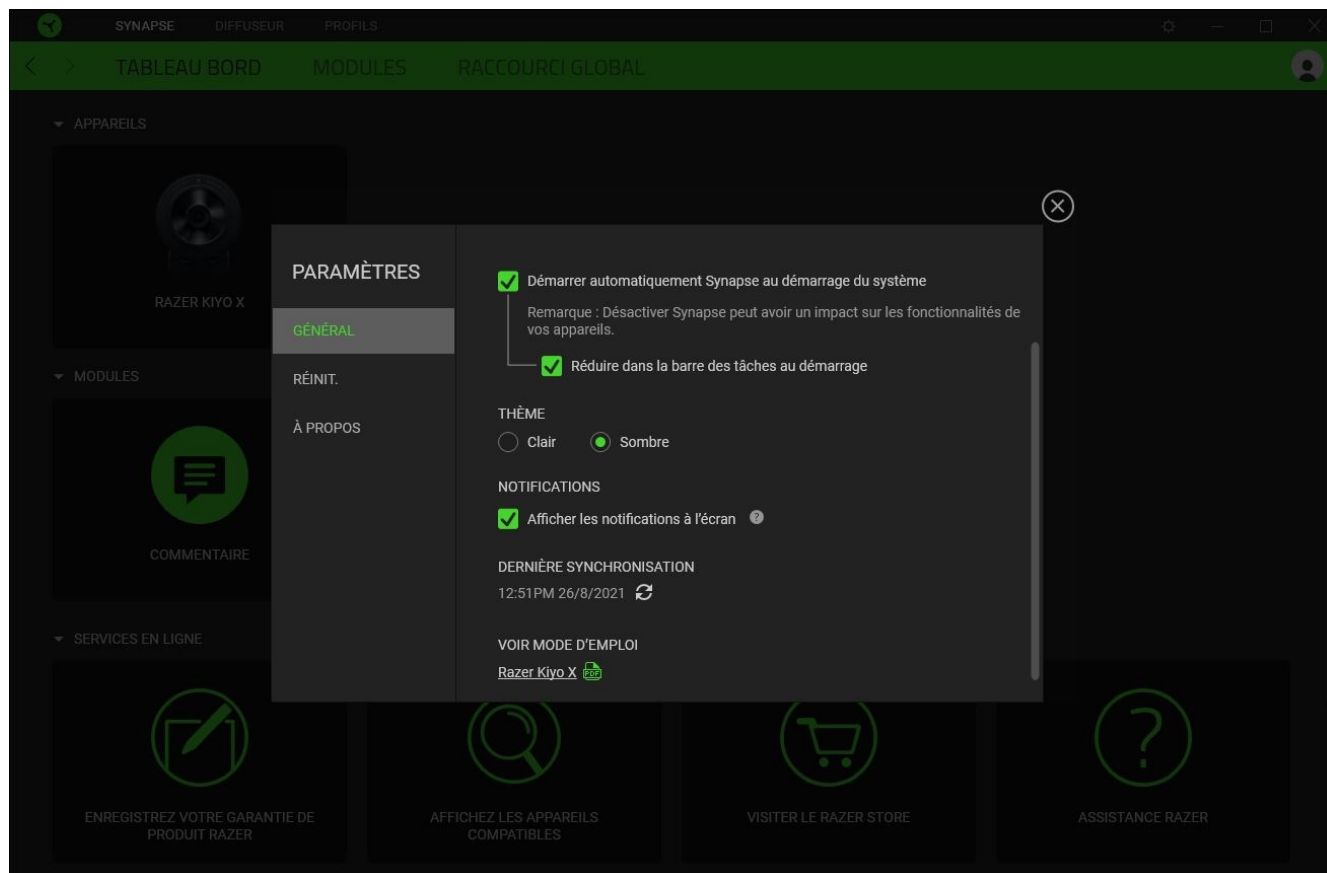 SYNAPSE DIFFUSEUR PROFILS
TABLEAU BORD MODULES RACCOURCI GLOBAL
APPAREILS
RAZER KIYO X
MODULES
COMMENTAIRE
SERVICES EN LIGNE
ENREGISTREZ VOTRE GARANTIE DE
PRODUIT RAZER
AFFICHEZ LES APPAREILS
COMPATIBLES
VISITER LE RAZER STORE
ASSISTANCE RAZER
PARAMÈTRES
GÉNÉRAL
RÉINIT.
À PROPOS
Démarrer automatiquement Synapse au démarrage du système
Remarque : Désactiver Synapse peut avoir un impact sur les fonctionnalités de
vos appareils.
Réduire dans la barre des tâches au démarrage
THÈME
Clair Sombre
NOTIFICATIONS
Afficher les notifications à l'écran ?
DERNIÈRE SYNCHRONISATION
12:51PM 26/8/2021
VOIR MODE D'EMPLOI
Razer Kiyo X PDF